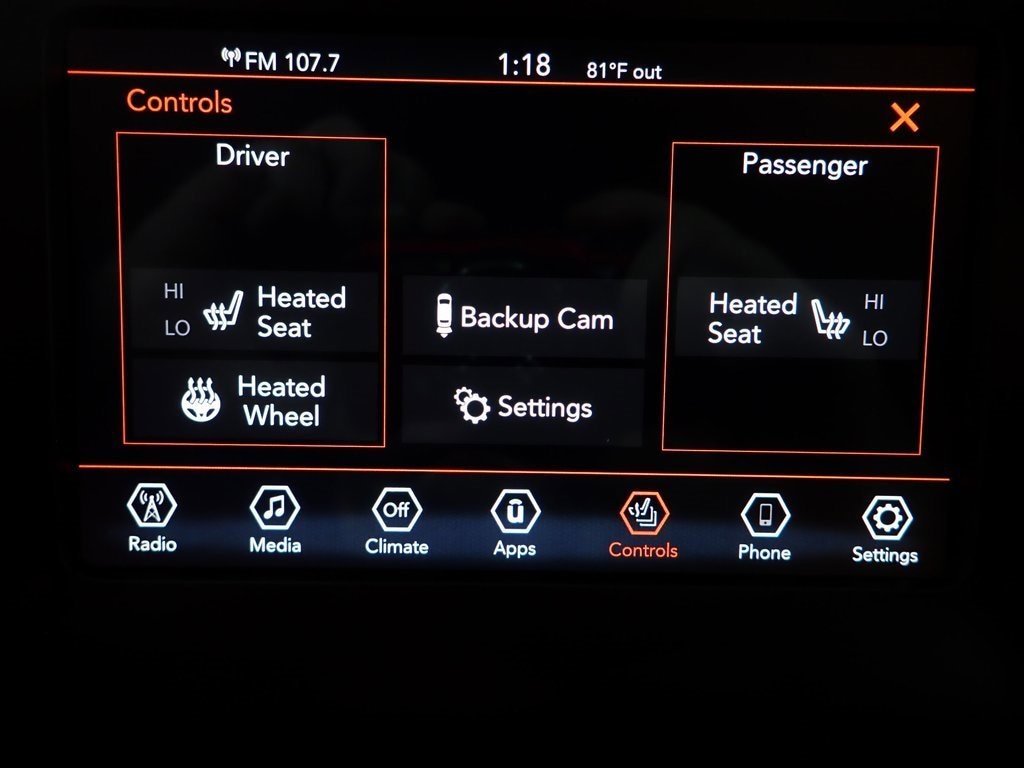 FM 107.7
1:18
81°F out
Controls
Driver
Passenger
HI
LO
Heated
Seat
Backup Cam
Heated
Seat
HI
LO
Heated
Wheel
Settings
Off
Radio
Media
Climate
Apps
Controls
Phone
Settings